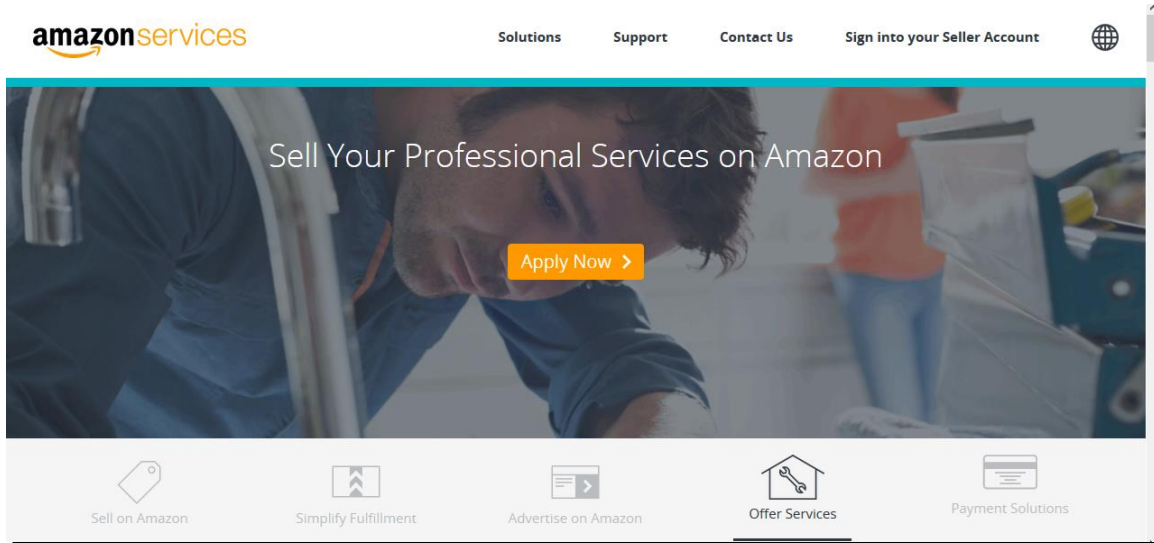 amazonservices
Solutions Support Contact Us Sign into your Seller Account
Sell Your Professional Services on Amazon
Apply Now
Sell on Amazon Simplify Fulfillment Advertise on Amazon Offer Services Payment Solutions